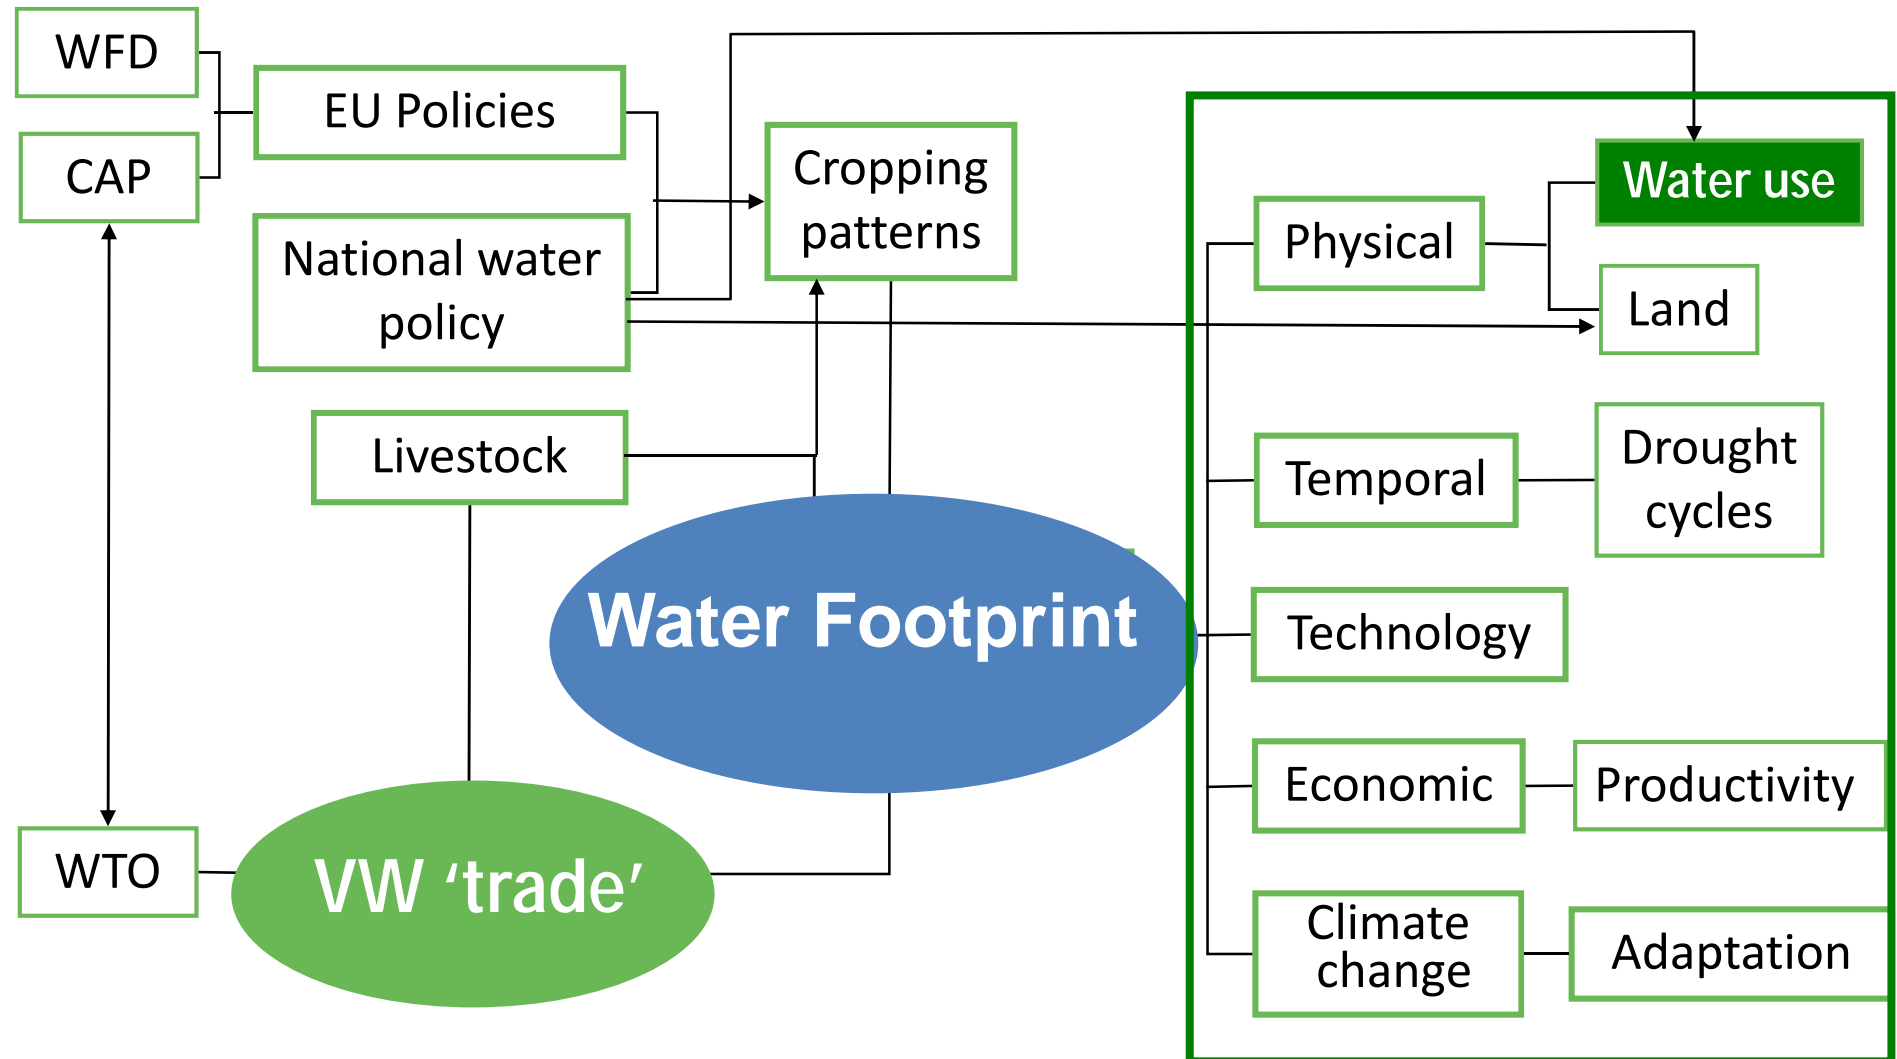 WFD
EU Policies
CAP
Cropping
patterns
National water
policy
Livestock
Water Footprint
WTO
VW ‘trade’
Water use
Physical
Land
Temporal
Drought
cycles
Technology
Economic
Productivity
Climate
change
Adaptation